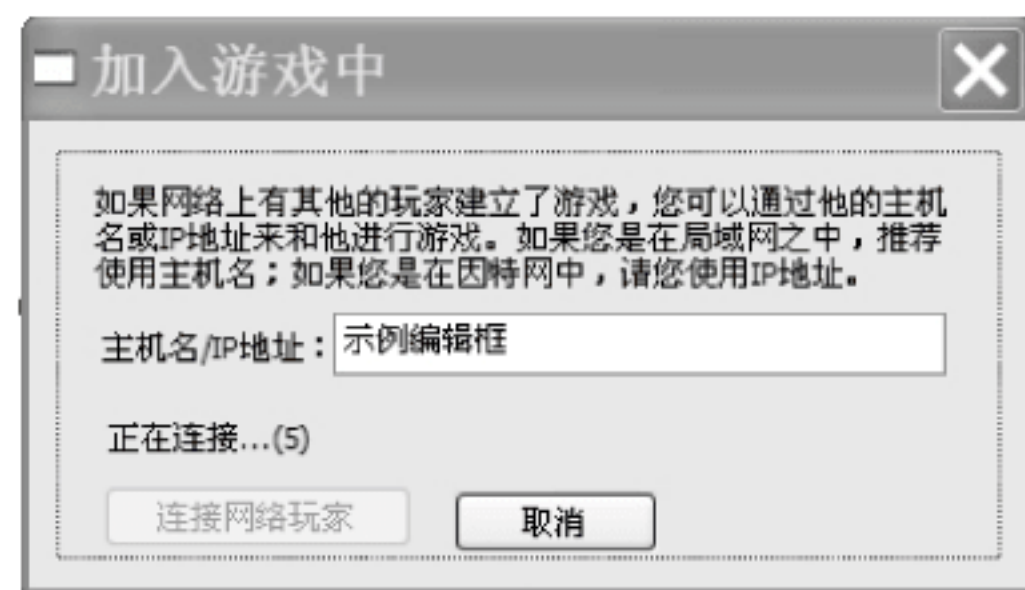 加入游戏中
如果网络上有其他的玩家建立了游戏，您可以通过他的主机
名或IP地址来和他进行游戏。如果您是在局域网之中，推荐
使用主机名；如果您是在因特网中，请您使用IP地址。
主机名/IP地址：示例编辑框
正在连接...(5)
连接网络玩家 取消